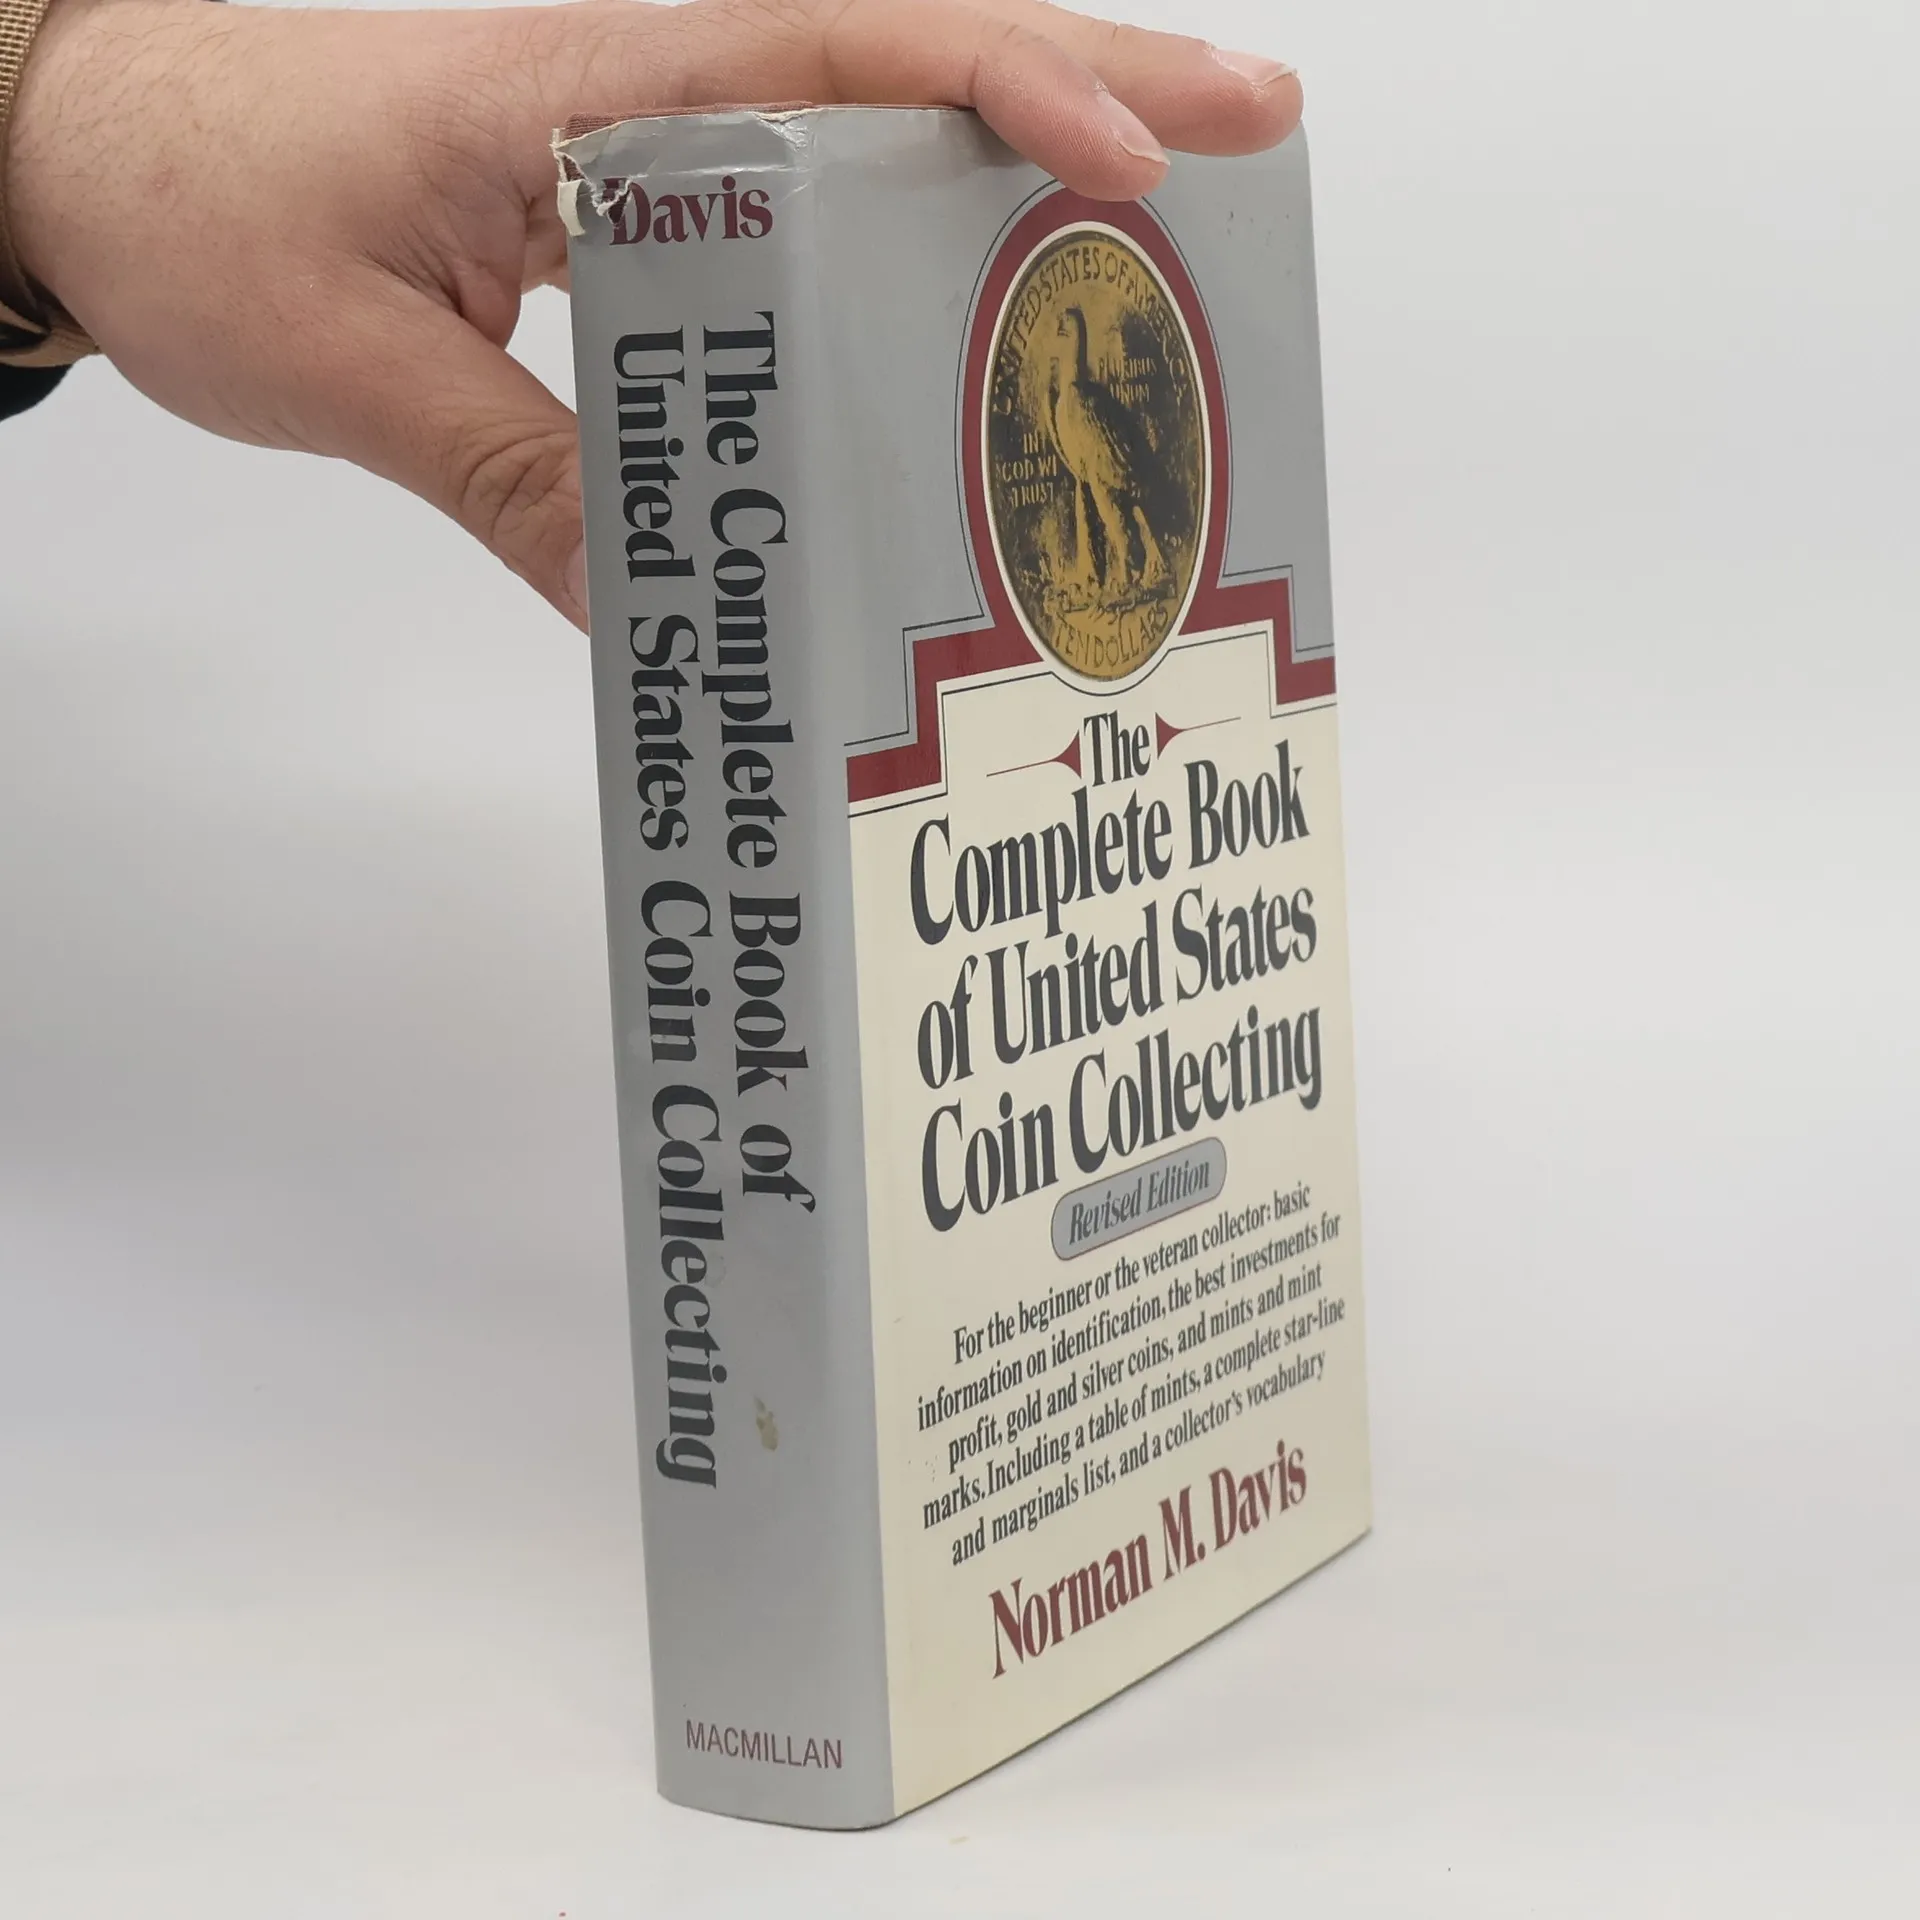 Davis
The Complete Book of
United States Coin Collecting
MACMILLAN
UNITED STATES OF AMERICA
PLURIBUS
UNUM
IN
GOD WE
TRUST
TEN DOLLARS
The
Complete Book
of United States
Coin Collecting
Revised Edition
For the beginner or the veteran collector: basic
information on identification, the best investments for
profit, gold and silver coins, and mints and mint
marks. Including a table of mints, a complete star-line
and marginals list, and a collector's vocabulary
Norman M. Davis